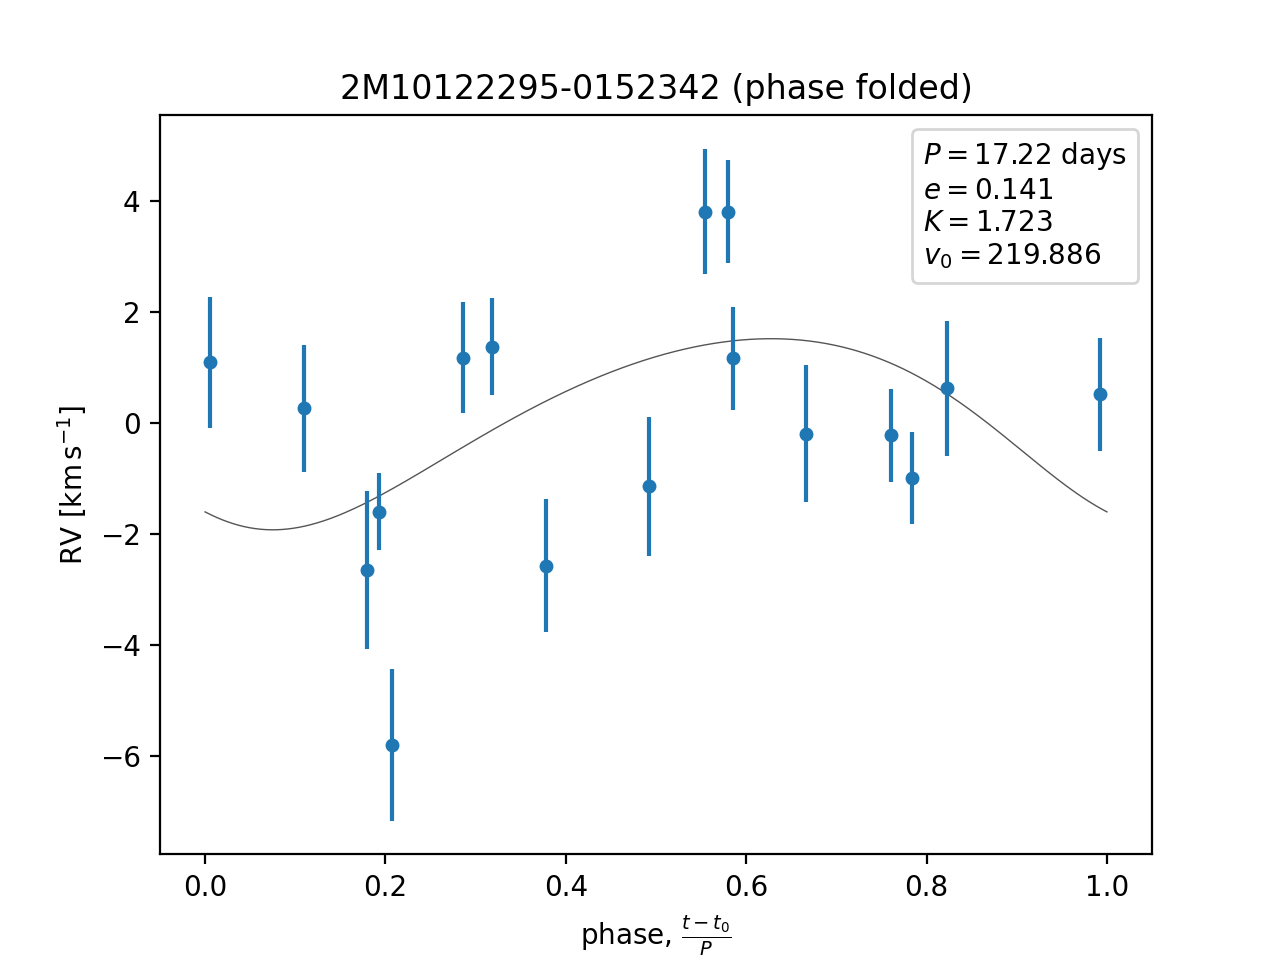 2M10122295-0152342 (phase folded)
P = 17.22 days
e = 0.141
K = 1.723
v₀ = 219.886
4
2
0
−2
−4
−6
RV [km s⁻¹]
0.0 0.2 0.4 0.6 0.8 1.0
phase, (t − t₀)/P